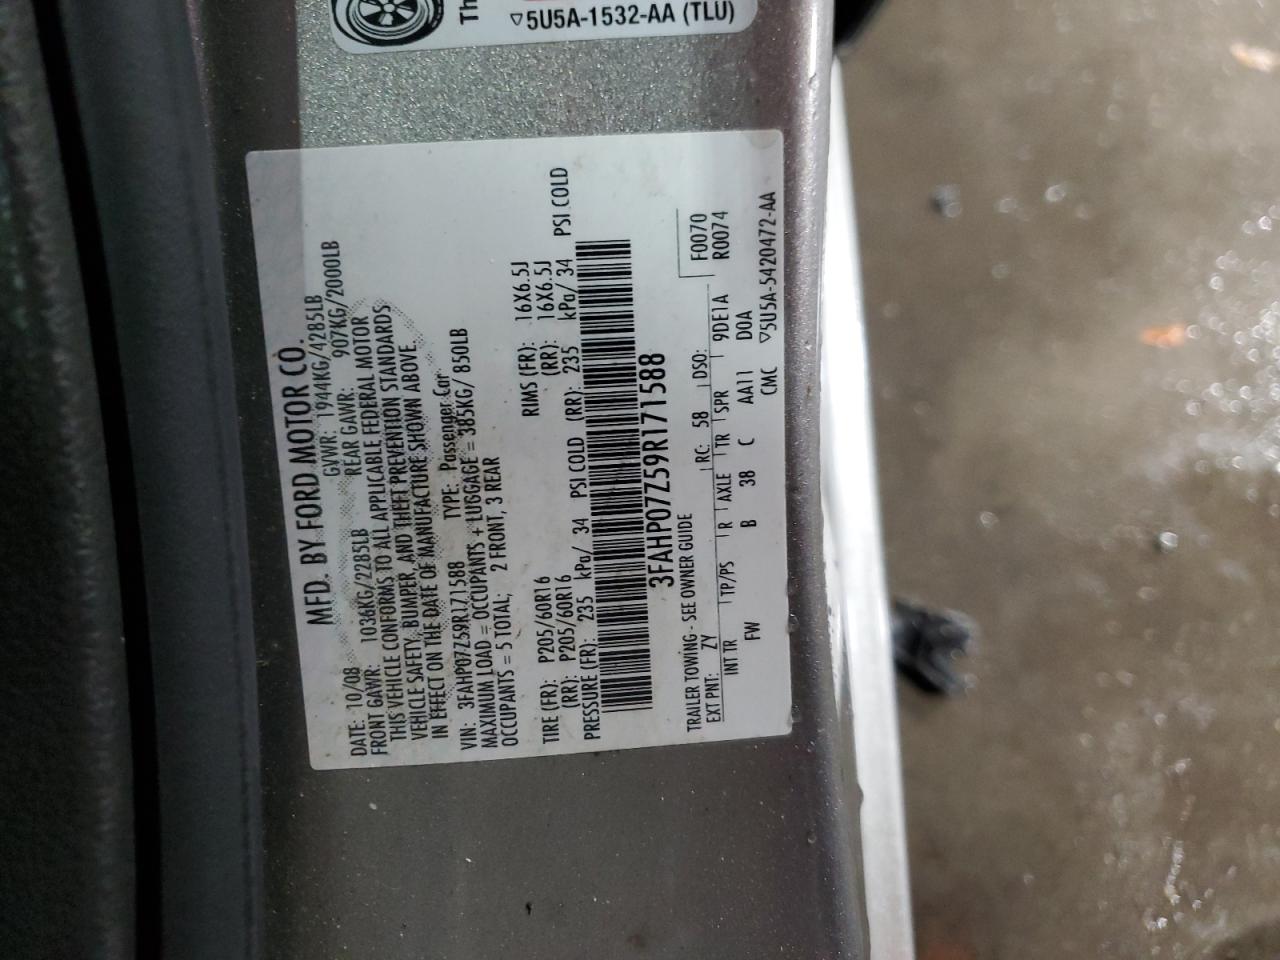 Th
▽5U5A-1532-AA (TLU)
MFD. BY FORD MOTOR CO.
DATE: 10/08 GVWR: 1944KG/4285LB
FRONT GAWR: 1036KG/2285LB REAR GAWR: 907KG/2000LB
THIS VEHICLE CONFORMS TO ALL APPLICABLE FEDERAL MOTOR
VEHICLE SAFETY, BUMPER, AND THEFT PREVENTION STANDARDS
IN EFFECT ON THE DATE OF MANUFACTURE SHOWN ABOVE.
VIN: 3FAHP07Z59R171588 TYPE: Passenger Car
MAXIMUM LOAD = OCCUPANTS + LUGGAGE = 385KG/ 850LB
OCCUPANTS = 5 TOTAL; 2 FRONT, 3 REAR
TIRE (FR): P205/60R16 RIMS (FR): 16X6.5J
(RR): P205/60R16 (RR): 16X6.5J
PRESSURE (FR): 235 kPa/ 34 PSI COLD (RR): 235 kPa/ 34 PSI COLD
3FAHP07Z59R171588
TRAILER TOWING - SEE OWNER GUIDE F0070
EXT PNT: ZY RC: 58 DSO: R0074
INT TR TP/PS R AXLE TR SPR 9DE1A
FW B 38 C AA11 D0A
CMC ▽5U5A-5420472-AA